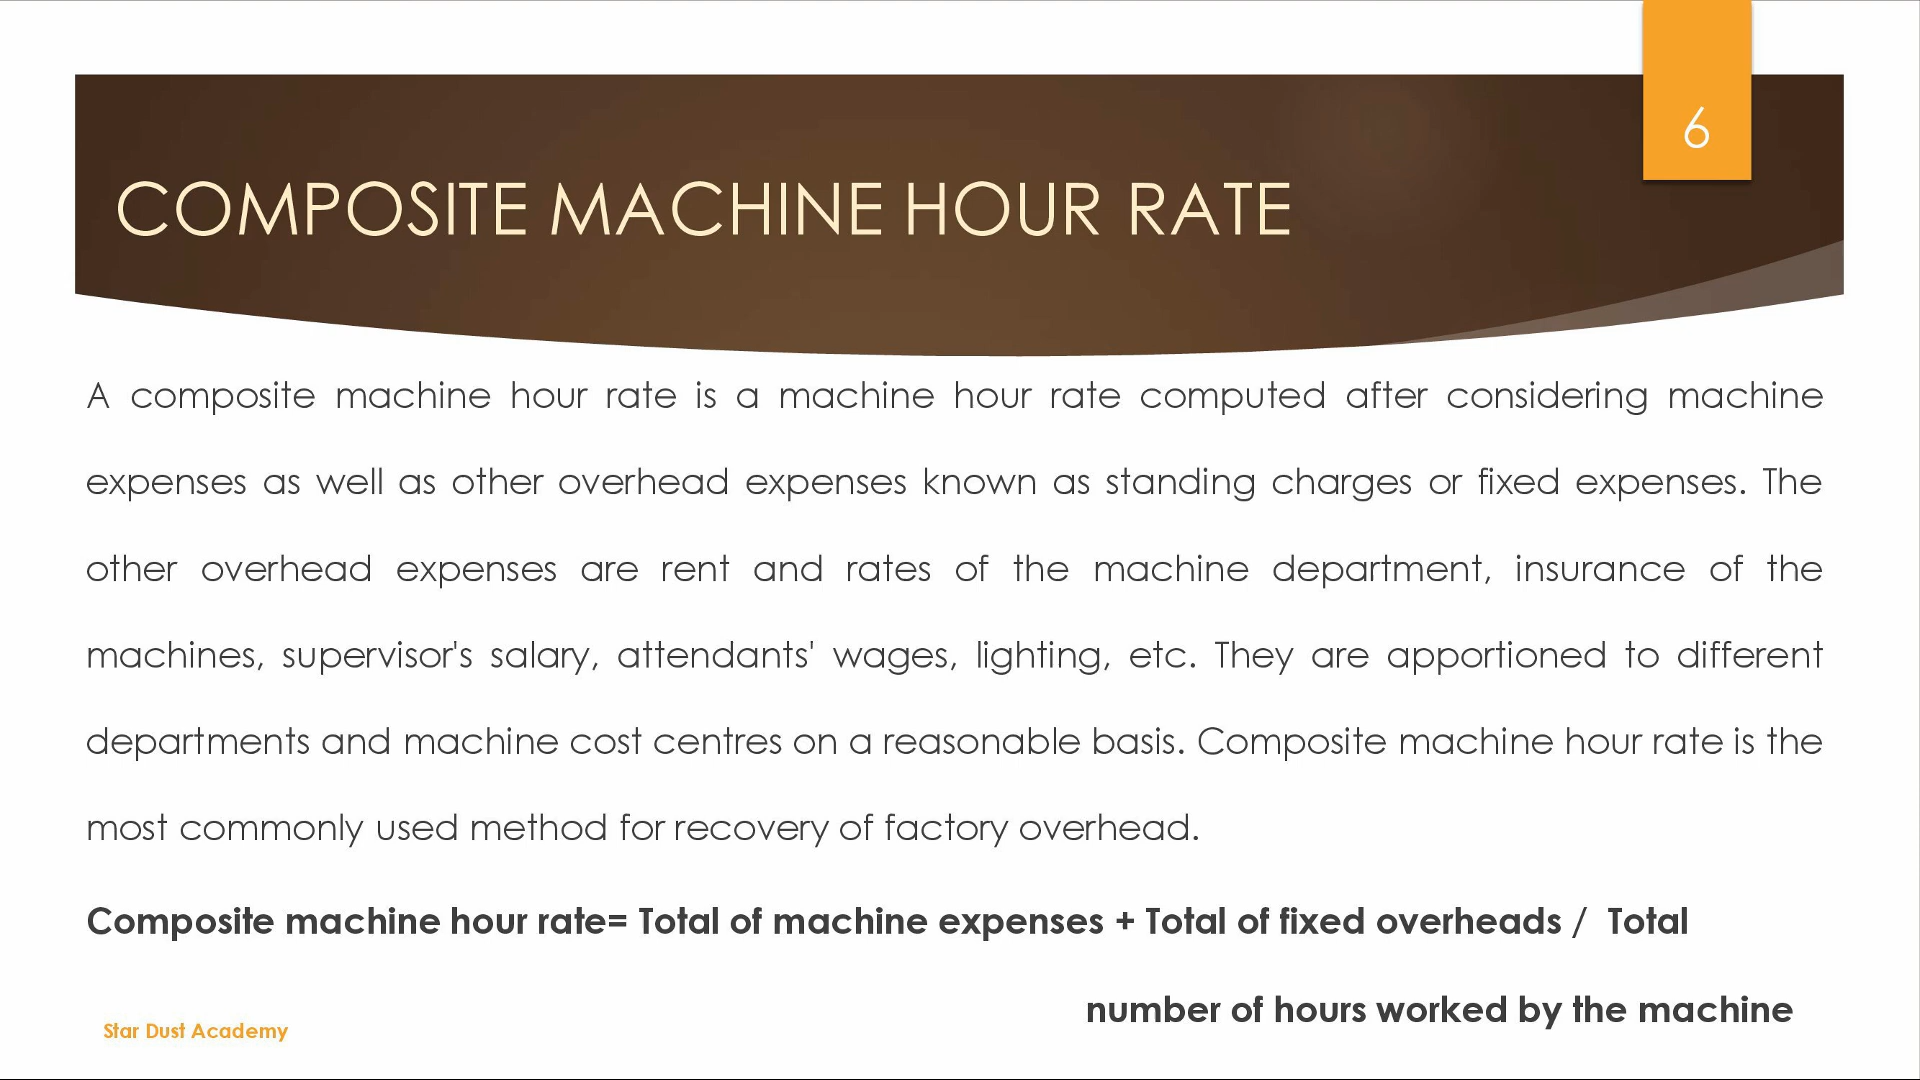 6
COMPOSITE MACHINE HOUR RATE
A composite machine hour rate is a machine hour rate computed after considering machine
expenses as well as other overhead expenses known as standing charges or fixed expenses. The
other overhead expenses are rent and rates of the machine department, insurance of the
machines, supervisor's salary, attendants' wages, lighting, etc. They are apportioned to different
departments and machine cost centres on a reasonable basis. Composite machine hour rate is the
most commonly used method for recovery of factory overhead.
Composite machine hour rate= Total of machine expenses + Total of fixed overheads / Total
number of hours worked by the machine
Star Dust Academy